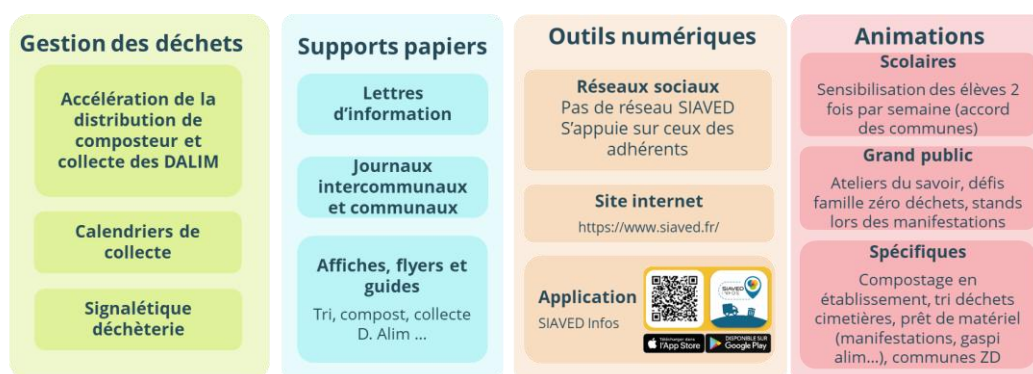 Gestion des déchets
Accélération de la
distribution de
composteur et
collecte des DALIM
Calendriers de
collecte
Signalétique
déchèterie
Supports papiers
Lettres
d'information
Journaux
intercommunaux
et communaux
Affiches, flyers et
guides
Tri, compost, collecte
D. Alim ...
Outils numériques
Réseaux sociaux
Pas de réseau SIAVED
S'appuie sur ceux des
adhérents
Site internet
https://www.siaved.fr/
Application
SIAVED Infos
SIAVED
Télécharger dans
l'App Store
DISPONIBLE SUR
Google Play
Animations
Scolaires
Sensibilisation des élèves 2
fois par semaine (accord
des communes)
Grand public
Ateliers du savoir, défis
famille zéro déchets, stands
lors des manifestations
Spécifiques
Compostage en
établissement, tri déchets
cimetières, prêt de matériel
(manifestations, gaspi
alim...), communes ZD